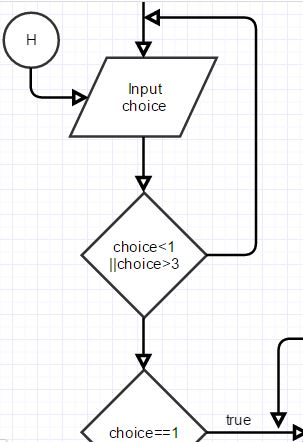 H
Input
choice
choice<1
||choice>3
choice==1
true